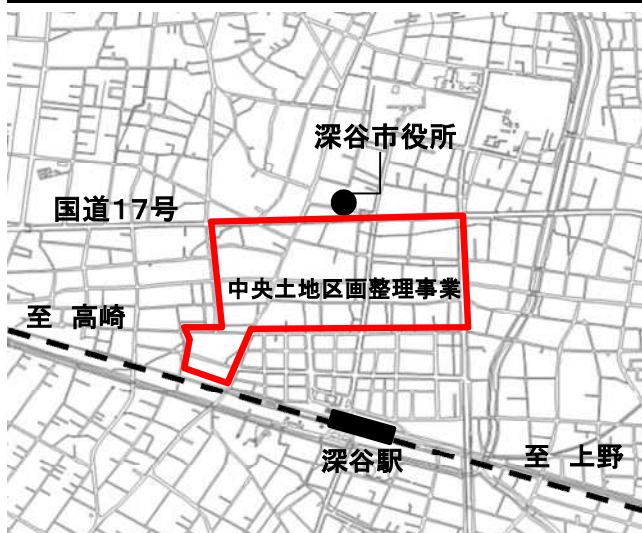 深谷市役所
国道17号
中央土地区画整理事業
至 高崎
深谷駅
至 上野